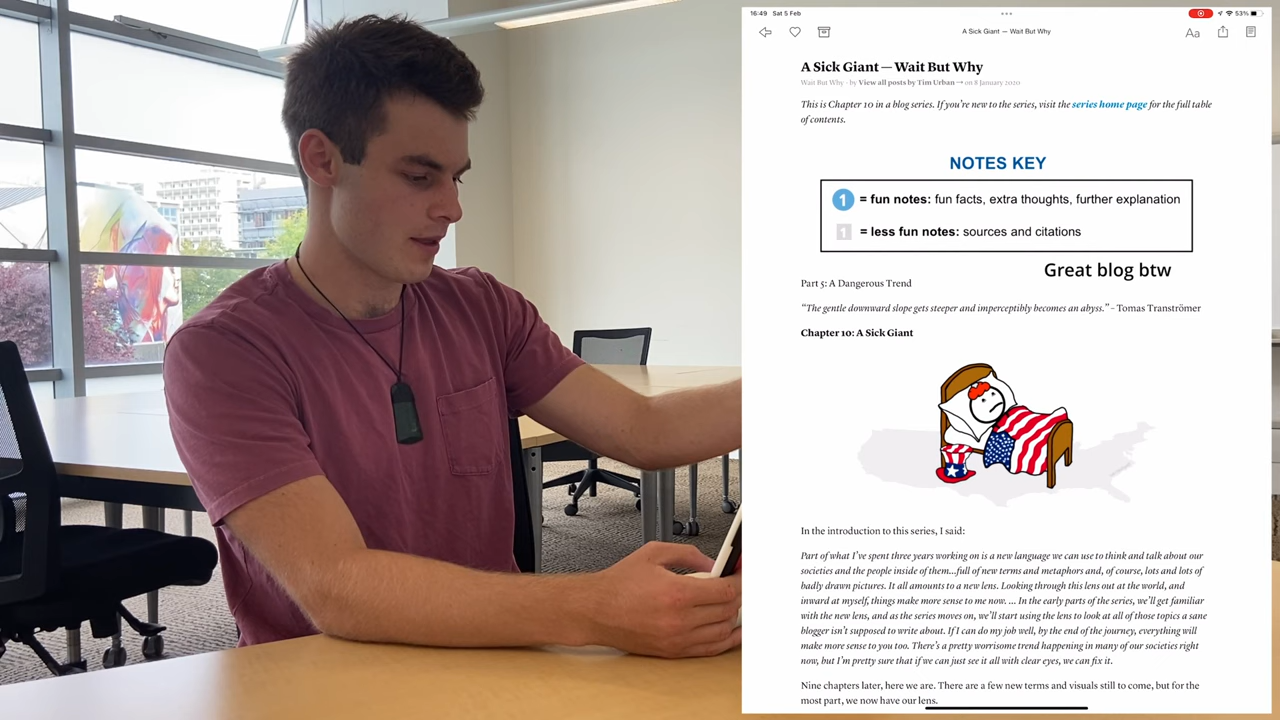 16:49 Sat 5 Feb
53%
A Sick Giant — Wait But Why
Aa
A Sick Giant — Wait But Why
Wait But Why · by View all posts by Tim Urban → on 8 January 2020
This is Chapter 10 in a blog series. If you're new to the series, visit the series home page for the full table
of contents.
NOTES KEY
1 = fun notes: fun facts, extra thoughts, further explanation
1 = less fun notes: sources and citations
Great blog btw
Part 5: A Dangerous Trend
“The gentle downward slope gets steeper and imperceptibly becomes an abyss.” – Tomas Tranströmer
Chapter 10: A Sick Giant
In the introduction to this series, I said:
Part of what I've spent three years working on is a new language we can use to think and talk about our
societies and the people inside of them…full of new terms and metaphors and, of course, lots and lots of
badly drawn pictures. It all amounts to a new lens. Looking through this lens out at the world, and
inward at myself, things make more sense to me now. … In the early parts of the series, we'll get familiar
with the new lens, and as the series moves on, we'll start using the lens to look at all of those topics a sane
blogger isn't supposed to write about. If I can do my job well, by the end of the journey, everything will
make more sense to you too. There's a pretty worrisome trend happening in many of our societies right
now, but I'm pretty sure that if we can just see it all with clear eyes, we can fix it.
Nine chapters later, here we are. There are a few new terms and visuals still to come, but for the
most part, we now have our lens.